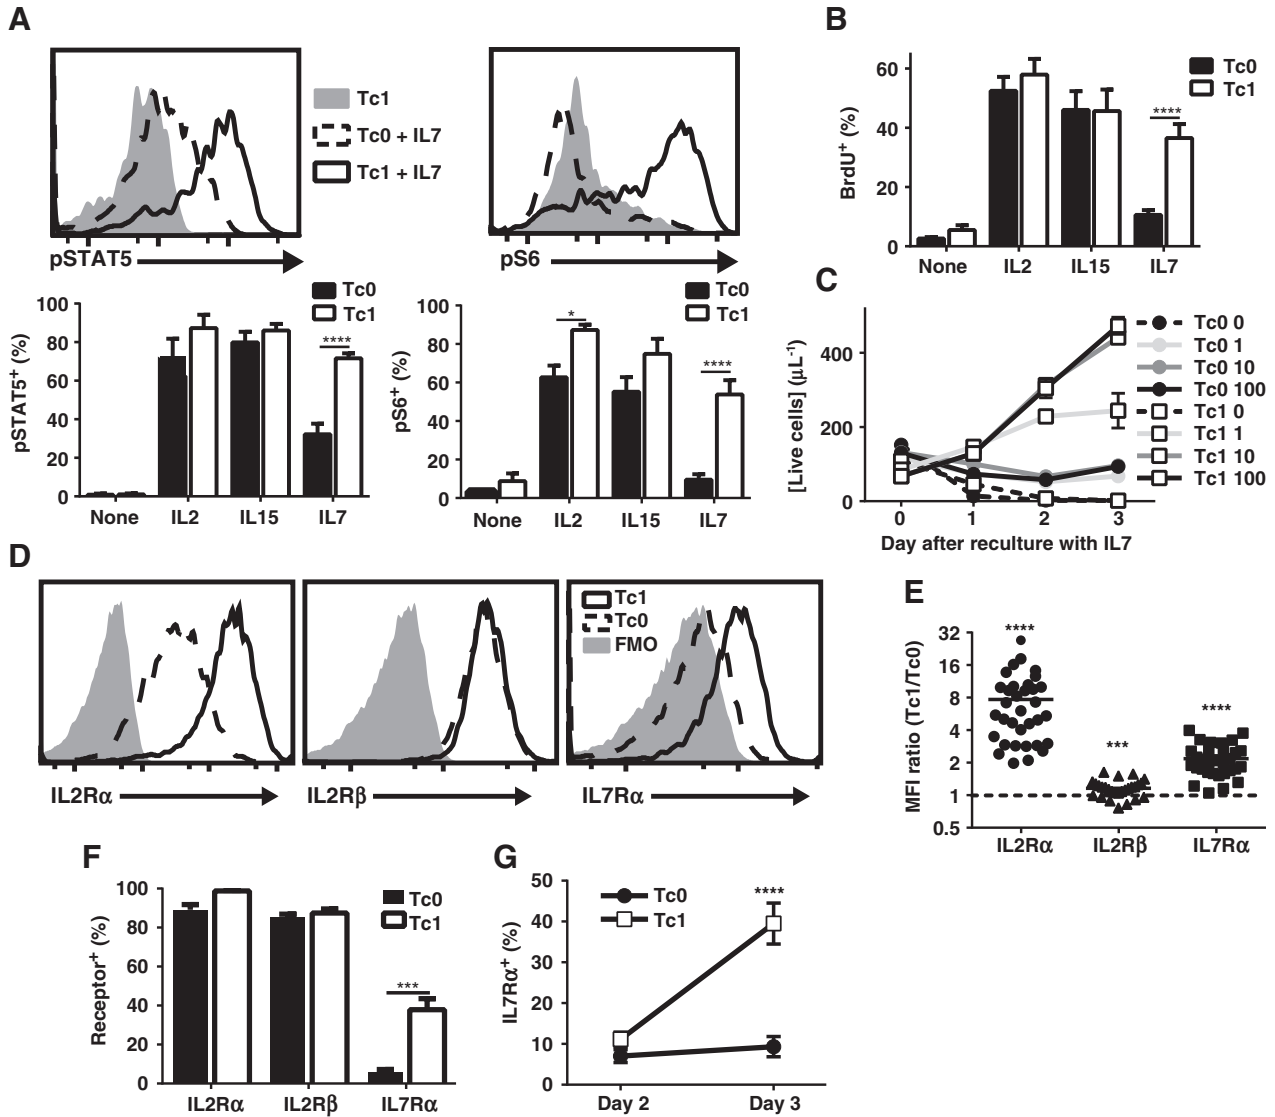 A
Tc1
Tc0 + IL7
Tc1 + IL7
pSTAT5
pS6
Tc0
Tc1
pSTAT5+ (%)
100
80
60
40
20
0
****
None
IL2
IL15
IL7
Tc0
Tc1
pS6+ (%)
100
80
60
40
20
0
*
****
None
IL2
IL15
IL7
B
Tc0
Tc1
BrdU+ (%)
60
40
20
0
****
None
IL2
IL15
IL7
C
[Live cells] (μL-1)
400
200
0
0
1
2
3
Day after reculture with IL7
Tc0 0
Tc0 1
Tc0 10
Tc0 100
Tc1 0
Tc1 1
Tc1 10
Tc1 100
D
Tc1
Tc0
FMO
IL2Rα
IL2Rβ
IL7Rα
E
MFI ratio (Tc1/Tc0)
32
16
8
4
2
1
0.5
****
***
****
IL2Rα
IL2Rβ
IL7Rα
F
Tc0
Tc1
Receptor+ (%)
100
80
60
40
20
0
***
IL2Rα
IL2Rβ
IL7Rα
G
Tc0
Tc1
IL7Rα+ (%)
50
40
30
20
10
0
****
Day 2
Day 3